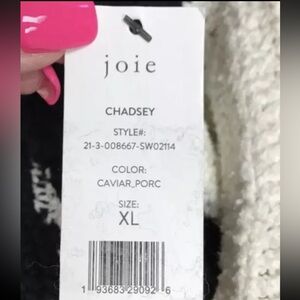 joie
CHADSEY
STYLE#:
21-3-008667-SW02114
COLOR:
CAVIAR_PORC
SIZE:
XL
1 93683 29092 6